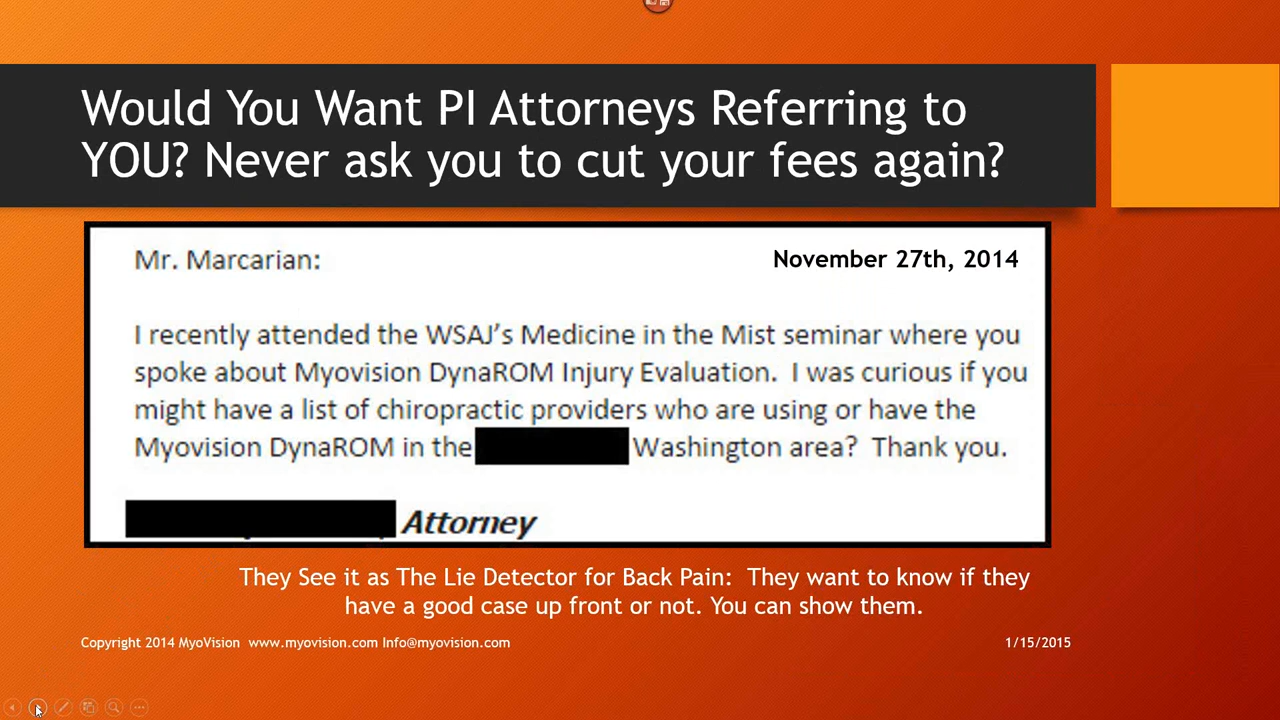 Would You Want PI Attorneys Referring to
YOU? Never ask you to cut your fees again?
Mr. Marcarian:
November 27th, 2014
I recently attended the WSAJ’s Medicine in the Mist seminar where you
spoke about Myovision DynaROM Injury Evaluation.  I was curious if you
might have a list of chiropractic providers who are using or have the
Myovision DynaROM in the Washington area?  Thank you.
Attorney
They See it as The Lie Detector for Back Pain:  They want to know if they
have a good case up front or not. You can show them.
Copyright 2014 MyoVision  www.myovision.com Info@myovision.com
1/15/2015